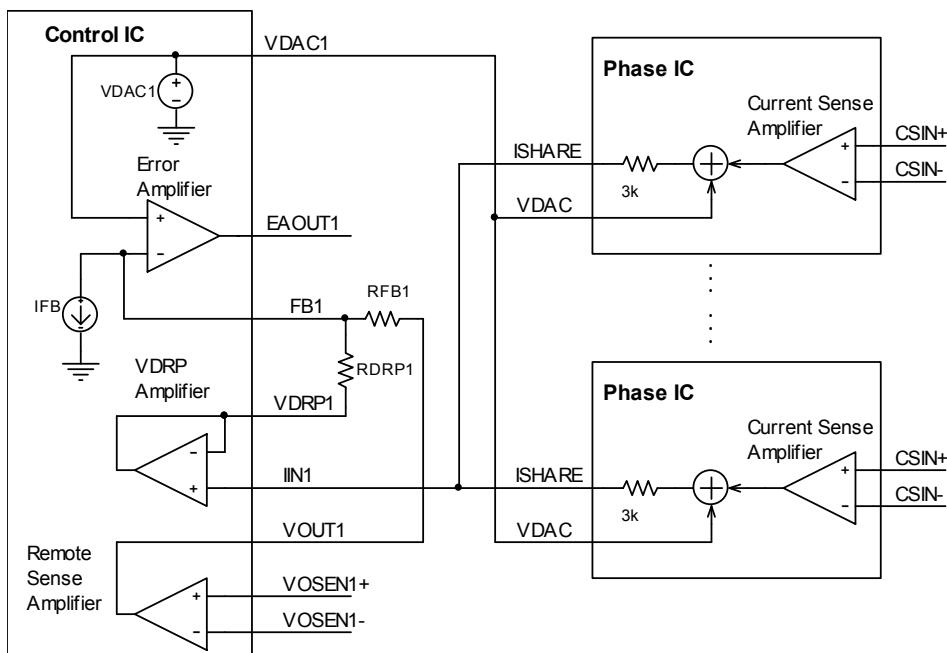 Control IC
VDAC1
VDAC1
+
−
Error
Amplifier
+
−
EAOUT1
IFB
FB1
RFB1
RDRP1
VDRP
Amplifier
VDRP1
−
+
IIN1
VOUT1
Remote
Sense
Amplifier
+
−
VOSEN1+
VOSEN1-
Phase IC
Current Sense
Amplifier
CSIN+
CSIN-
+
−
ISHARE
3k
VDAC
Phase IC
Current Sense
Amplifier
CSIN+
CSIN-
+
−
ISHARE
3k
VDAC